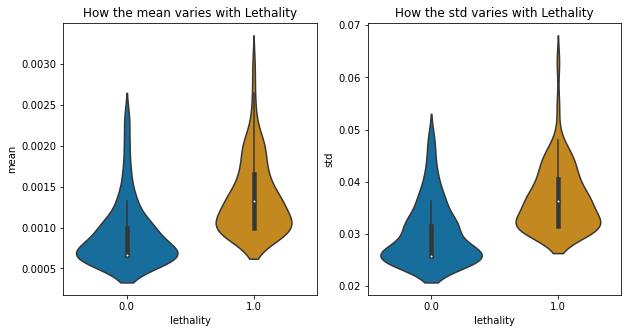 How the mean varies with Lethality
mean
0.0030
0.0025
0.0020
0.0015
0.0010
0.0005
0.0
1.0
lethality
How the std varies with Lethality
std
0.07
0.06
0.05
0.04
0.03
0.02
0.0
1.0
lethality